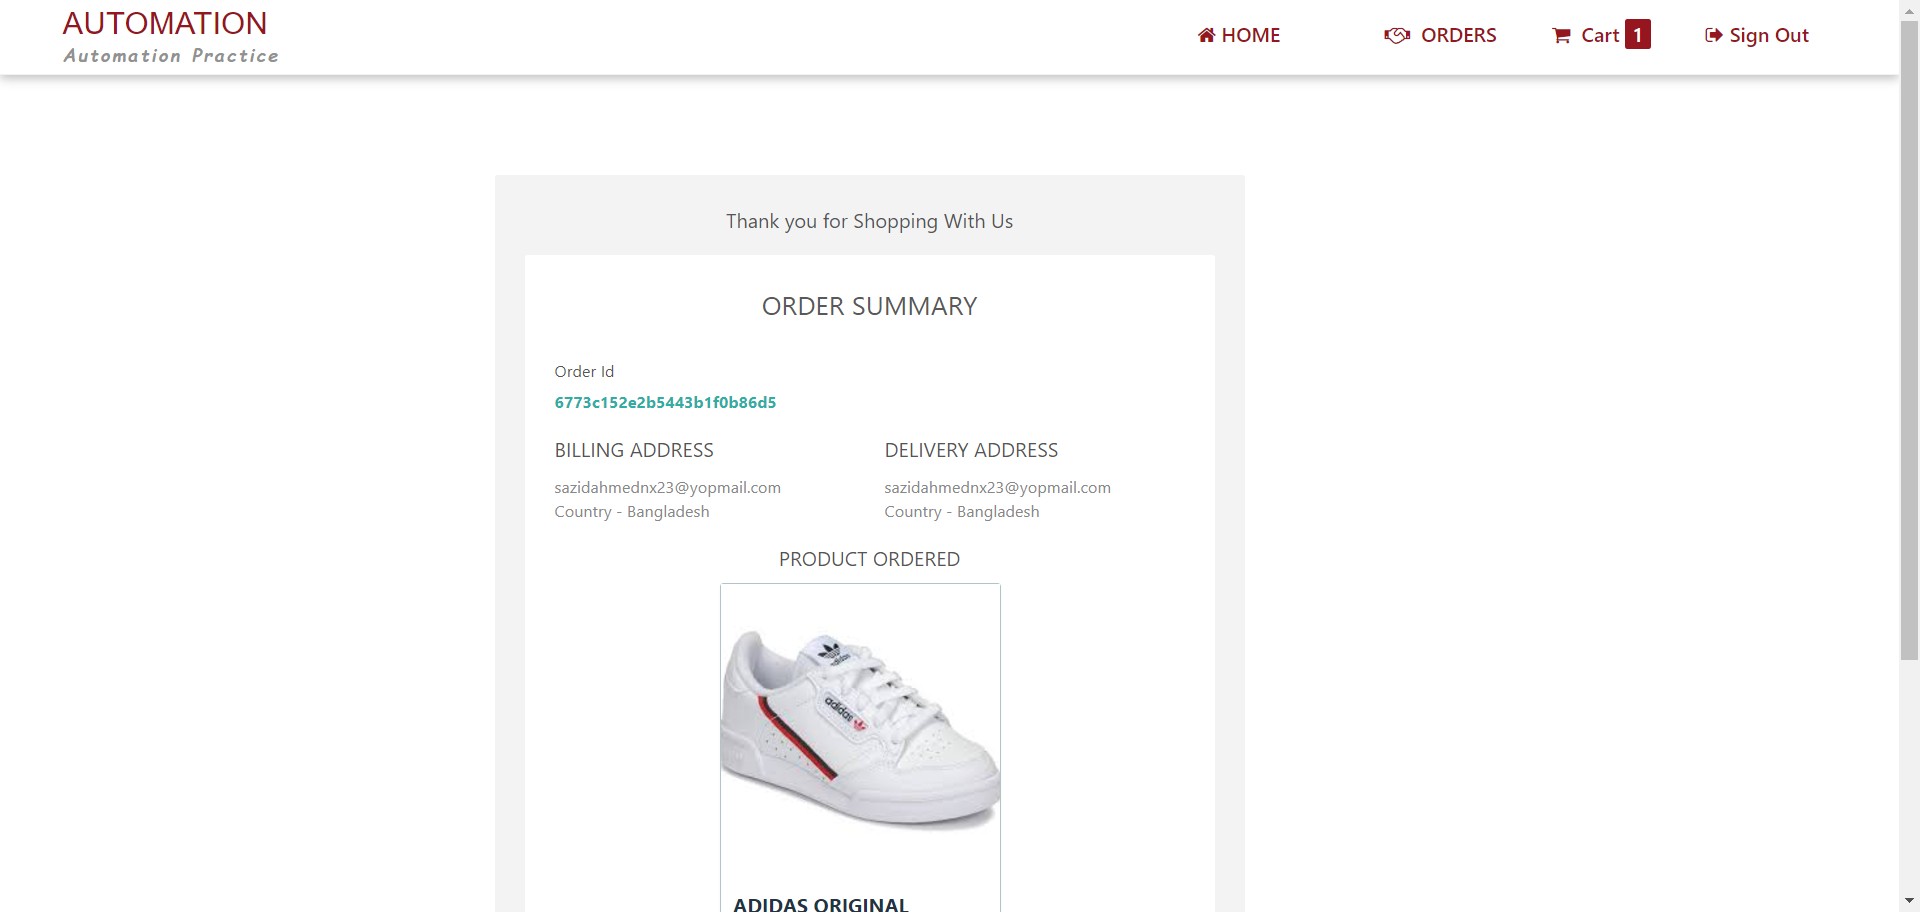 AUTOMATION
Automation Practice
HOME
ORDERS
Cart 1
Sign Out
Thank you for Shopping With Us
ORDER SUMMARY
Order Id
6773c152e2b5443b1f0b86d5
BILLING ADDRESS
sazidahmednx23@yopmail.com
Country - Bangladesh
DELIVERY ADDRESS
sazidahmednx23@yopmail.com
Country - Bangladesh
PRODUCT ORDERED
adidas
adidas
ADIDAS ORIGINAL